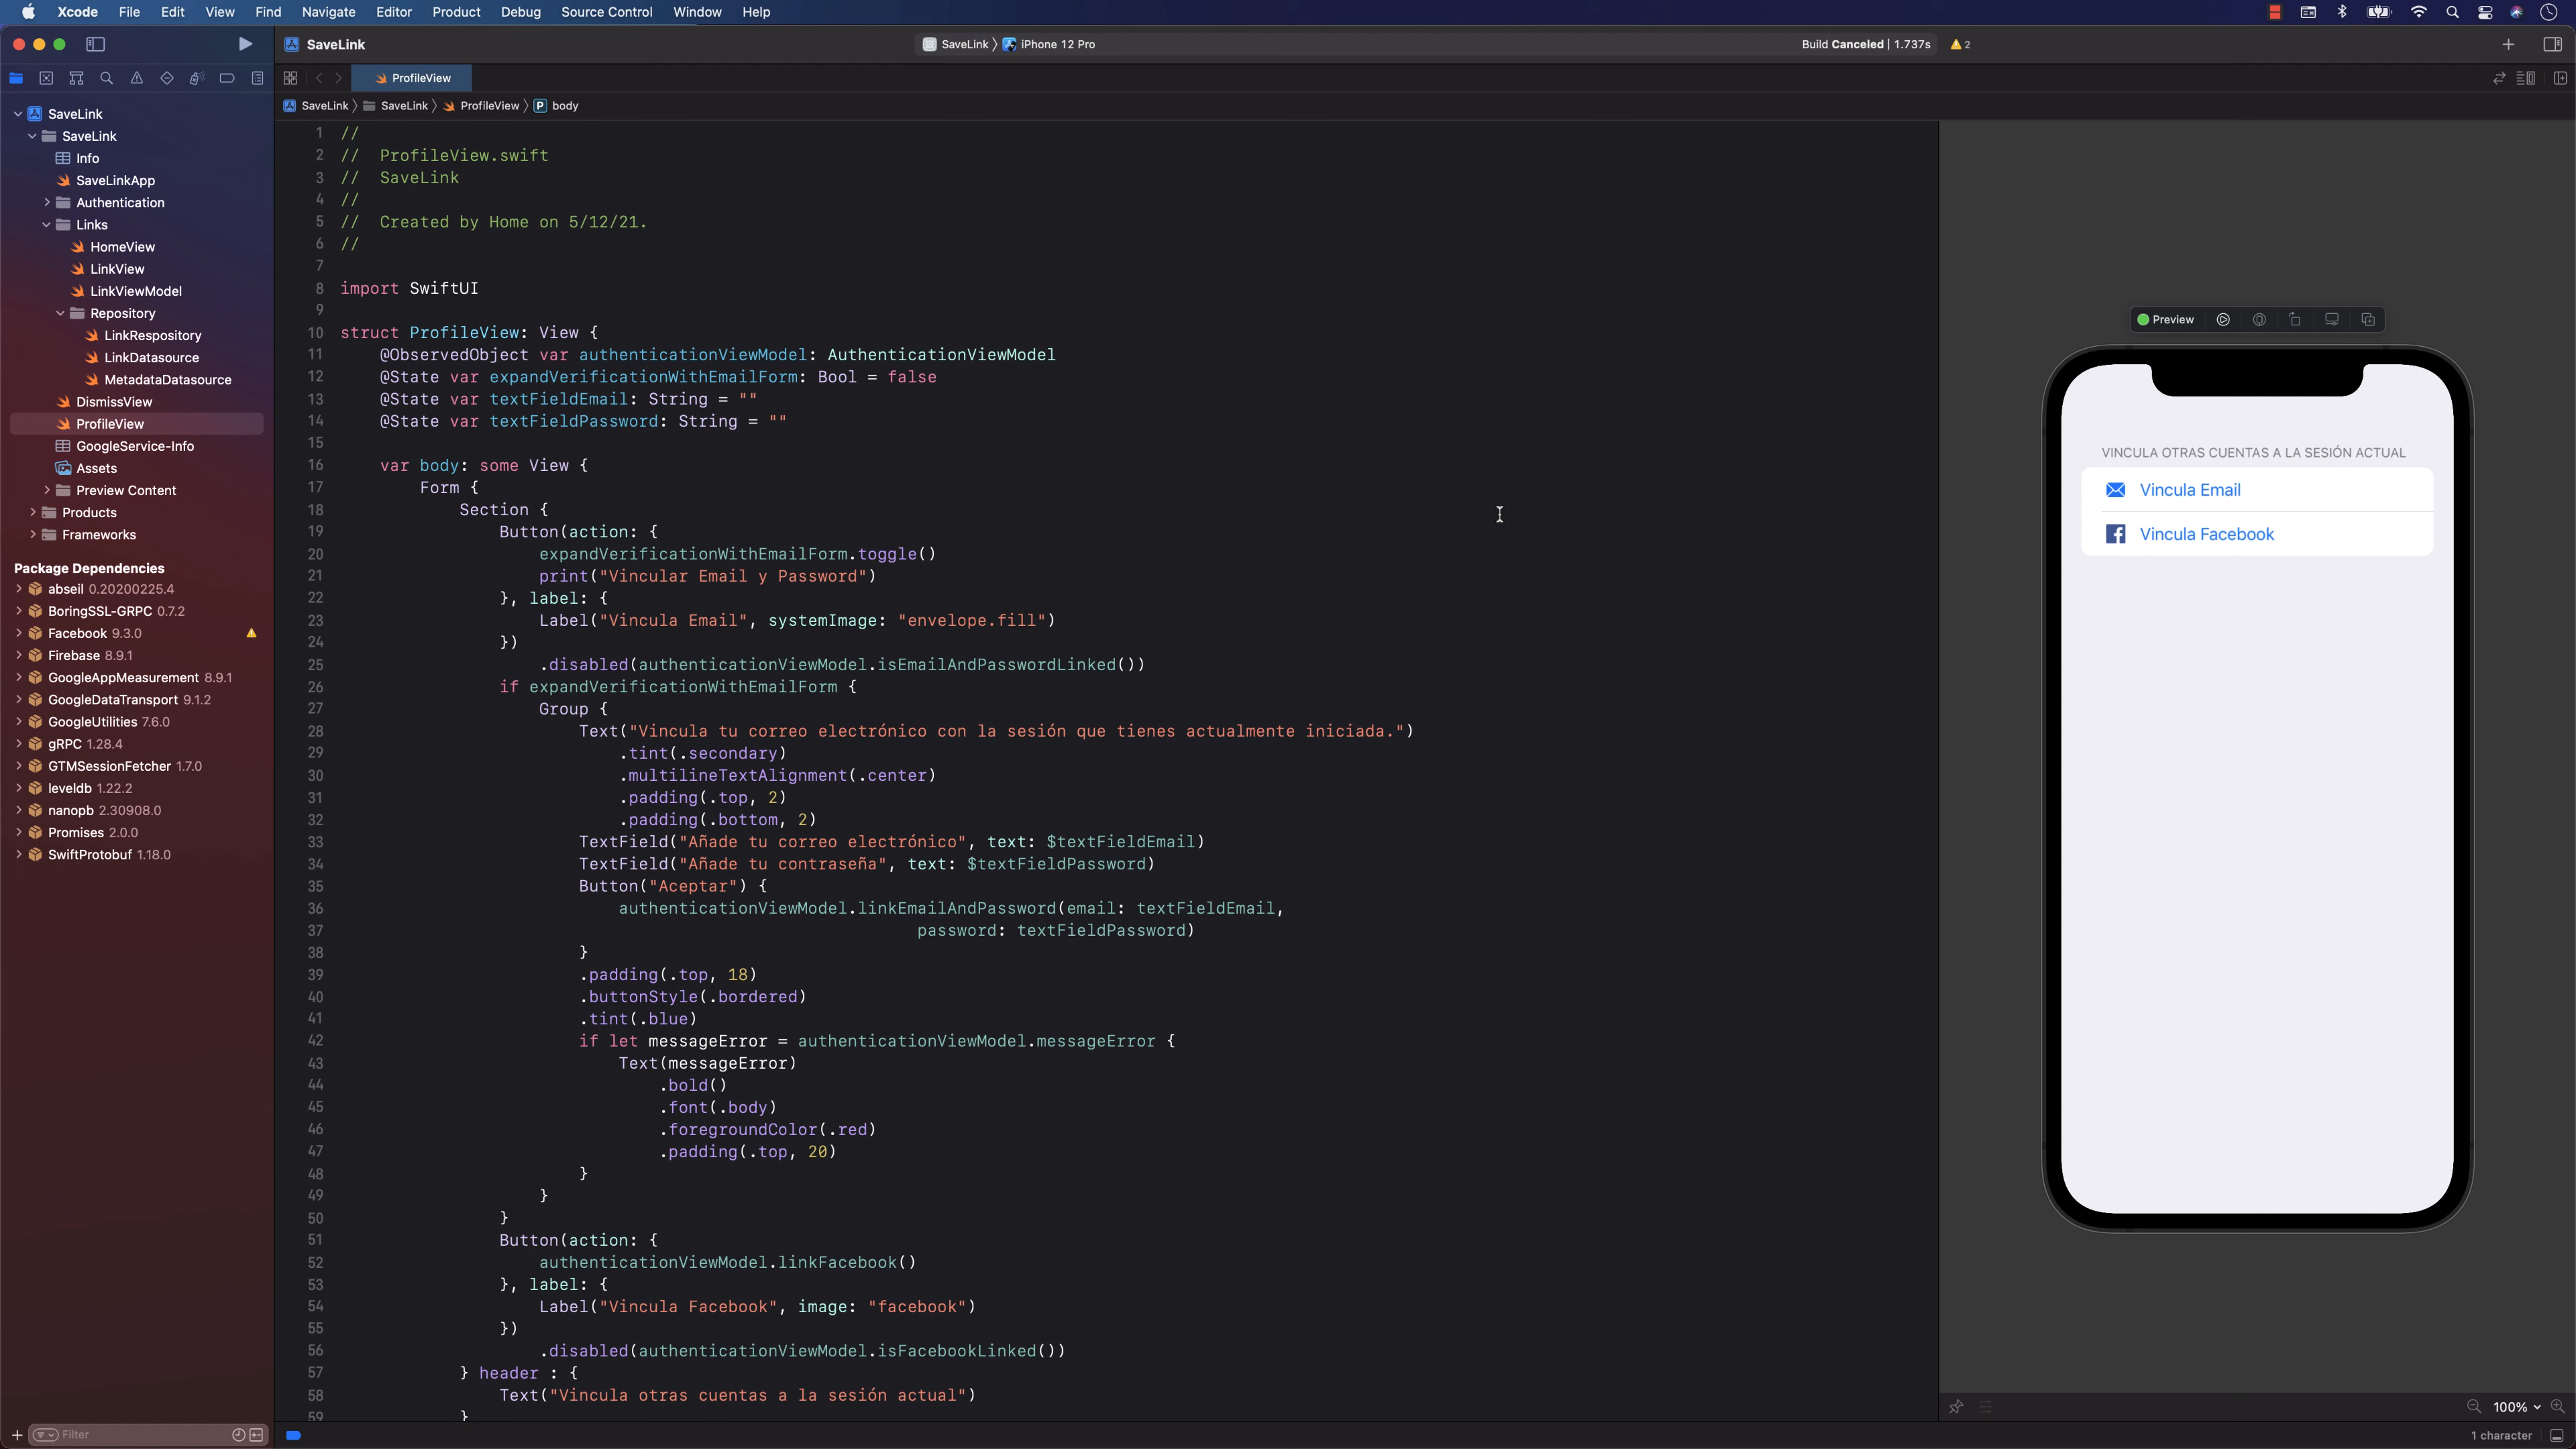 Xcode File Edit View Find Navigate Editor Product Debug Source Control Window Help
SaveLink
SaveLink 〉 iPhone 12 Pro
Build Canceled | 1.737s
2
ProfileView
SaveLink 〉 SaveLink 〉 ProfileView 〉 P body
SaveLink
SaveLink
Info
SaveLinkApp
Authentication
Links
HomeView
LinkView
LinkViewModel
Repository
LinkRespository
LinkDatasource
MetadataDatasource
DismissView
ProfileView
GoogleService-Info
Assets
Preview Content
Products
Frameworks
Package Dependencies
abseil 0.20200225.4
BoringSSL-GRPC 0.7.2
Facebook 9.3.0
Firebase 8.9.1
GoogleAppMeasurement 8.9.1
GoogleDataTransport 9.1.2
GoogleUtilities 7.6.0
gRPC 1.28.4
GTMSessionFetcher 1.7.0
leveldb 1.22.2
nanopb 2.30908.0
Promises 2.0.0
SwiftProtobuf 1.18.0
Filter
1 //
2 //  ProfileView.swift
3 //  SaveLink
4 //
5 //  Created by Home on 5/12/21.
6 //
7
8 import SwiftUI
9
10 struct ProfileView: View {
11     @ObservedObject var authenticationViewModel: AuthenticationViewModel
12     @State var expandVerificationWithEmailForm: Bool = false
13     @State var textFieldEmail: String = ""
14     @State var textFieldPassword: String = ""
15
16     var body: some View {
17         Form {
18             Section {
19                 Button(action: {
20                     expandVerificationWithEmailForm.toggle()
21                     print("Vincular Email y Password")
22                 }, label: {
23                     Label("Vincula Email", systemImage: "envelope.fill")
24                 })
25                     .disabled(authenticationViewModel.isEmailAndPasswordLinked())
26                 if expandVerificationWithEmailForm {
27                     Group {
28                         Text("Vincula tu correo electrónico con la sesión que tienes actualmente iniciada.")
29                             .tint(.secondary)
30                             .multilineTextAlignment(.center)
31                             .padding(.top, 2)
32                             .padding(.bottom, 2)
33                         TextField("Añade tu correo electrónico", text: $textFieldEmail)
34                         TextField("Añade tu contraseña", text: $textFieldPassword)
35                         Button("Aceptar") {
36                             authenticationViewModel.linkEmailAndPassword(email: textFieldEmail,
37                                                           password: textFieldPassword)
38                         }
39                         .padding(.top, 18)
40                         .buttonStyle(.bordered)
41                         .tint(.blue)
42                         if let messageError = authenticationViewModel.messageError {
43                             Text(messageError)
44                                 .bold()
45                                 .font(.body)
46                                 .foregroundColor(.red)
47                                 .padding(.top, 20)
48                         }
49                     }
50                 }
51                 Button(action: {
52                     authenticationViewModel.linkFacebook()
53                 }, label: {
54                     Label("Vincula Facebook", image: "facebook")
55                 })
56                     .disabled(authenticationViewModel.isFacebookLinked())
57             } header : {
58                 Text("Vincula otras cuentas a la sesión actual")
59             }
Preview
VINCULA OTRAS CUENTAS A LA SESIÓN ACTUAL
Vincula Email
Vincula Facebook
100%
1 character